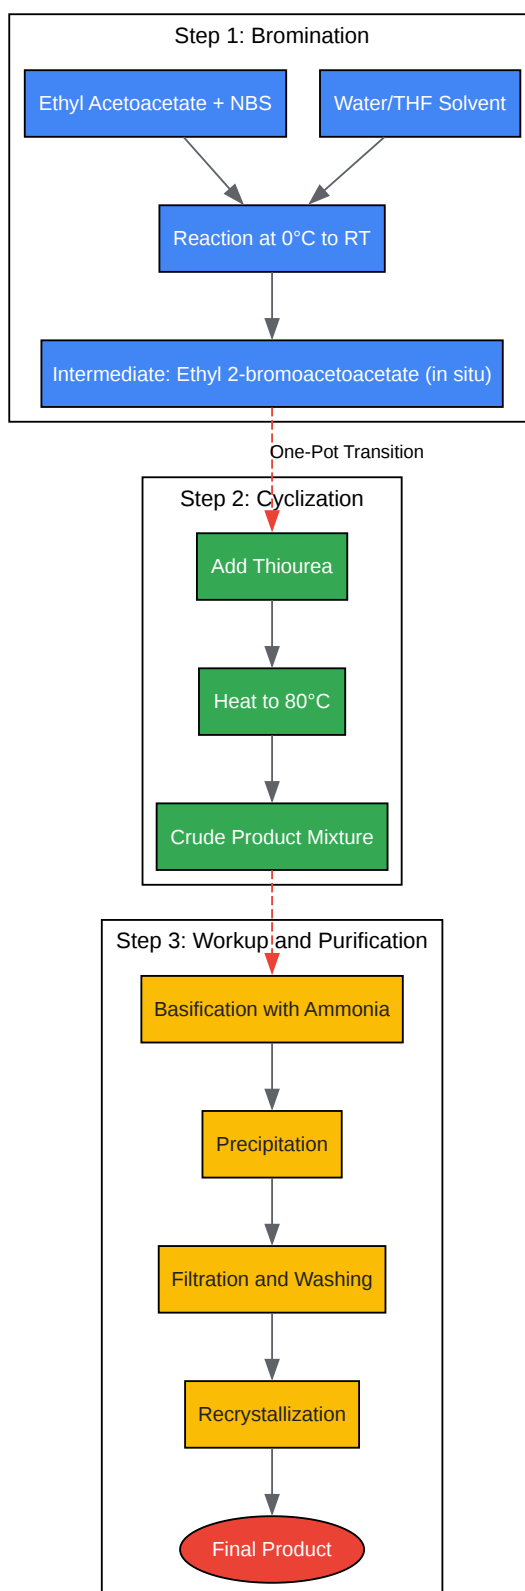 Step 1: Bromination
Ethyl Acetoacetate + NBS
Water/THF Solvent
Reaction at 0°C to RT
Intermediate: Ethyl 2-bromoacetoacetate (in situ)
One-Pot Transition
Step 2: Cyclization
Add Thiourea
Heat to 80°C
Crude Product Mixture
Step 3: Workup and Purification
Basification with Ammonia
Precipitation
Filtration and Washing
Recrystallization
Final Product